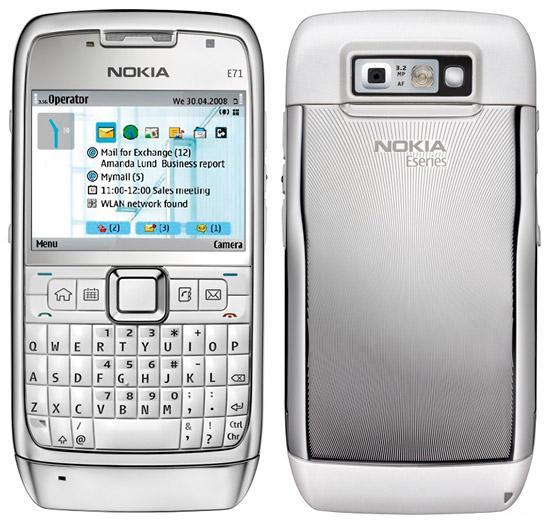 NOKIA E71
3.5G Operator We 30.04.2008
Mail for Exchange (12)
Amanda Lund Business report
Mymail (5)
11:00-12:00 Sales meeting
WLAN network found
(2) (3) (1)
Menu Camera
1 2 3 * +
Q W E R T Y U I O P
4 5 6 # -
A S D F G H J K L
7 8 9 0
Z X C V B N M , ; . :
/ @ & ! ? Ctrl
Chr
3.2
MP
AF
NOKIA
Eseries